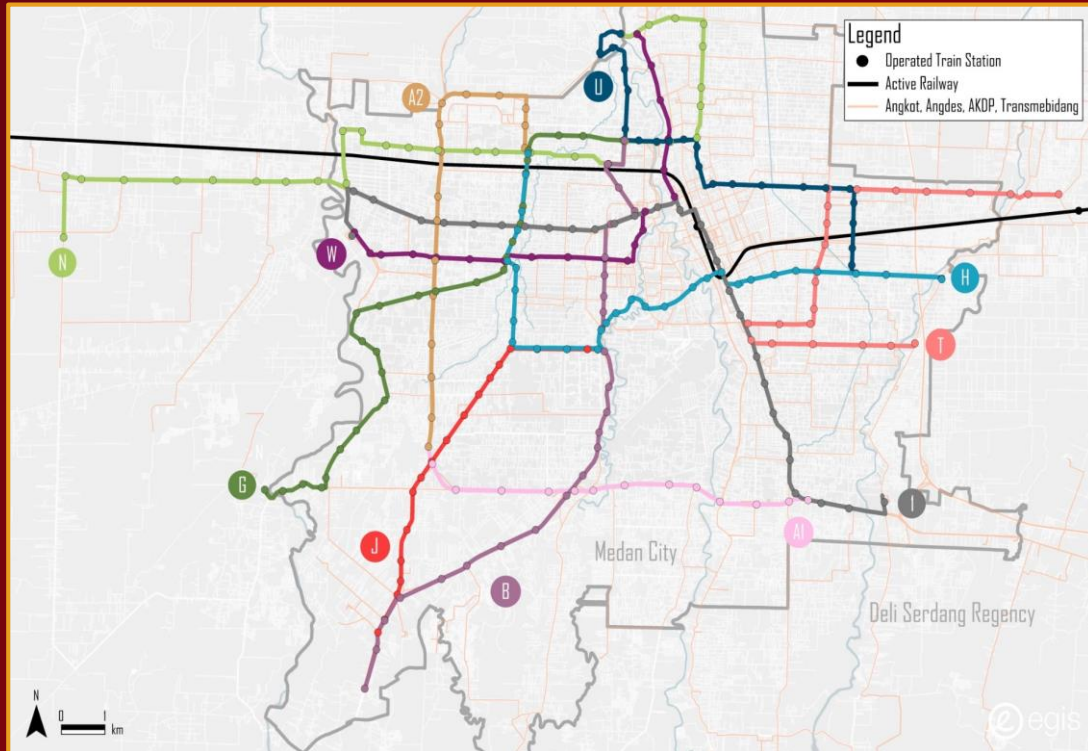 Legend
Operated Train Station
Active Railway
Angkot, Angdes, AKDP, Transmebidang
U
A2
N
W
H
T
G
I
A1
J
B
Medan City
Deli Serdang Regency
N
0 1
km
egis